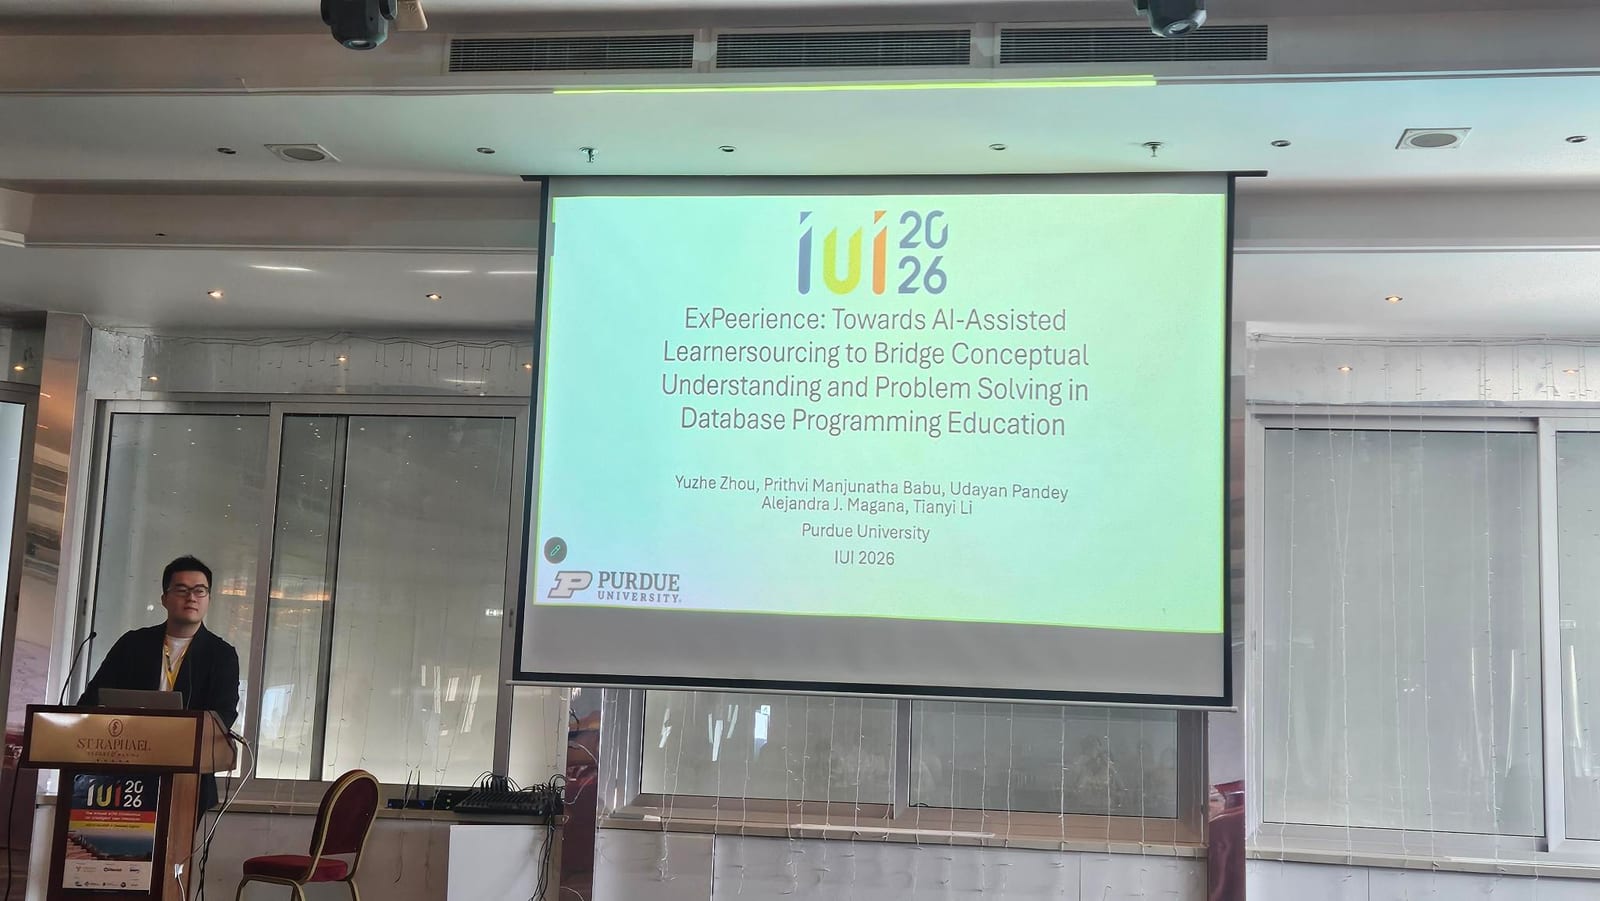 iui 20
26
ExPeerience: Towards AI-Assisted
Learnersourcing to Bridge Conceptual
Understanding and Problem Solving in
Database Programming Education
Yuzhe Zhou, Prithvi Manjunatha Babu, Udayan Pandey
Alejandra J. Magana, Tianyi Li
Purdue University
IUI 2026
P PURDUE
UNIVERSITY
ST. RAPHAEL
iui 20
26